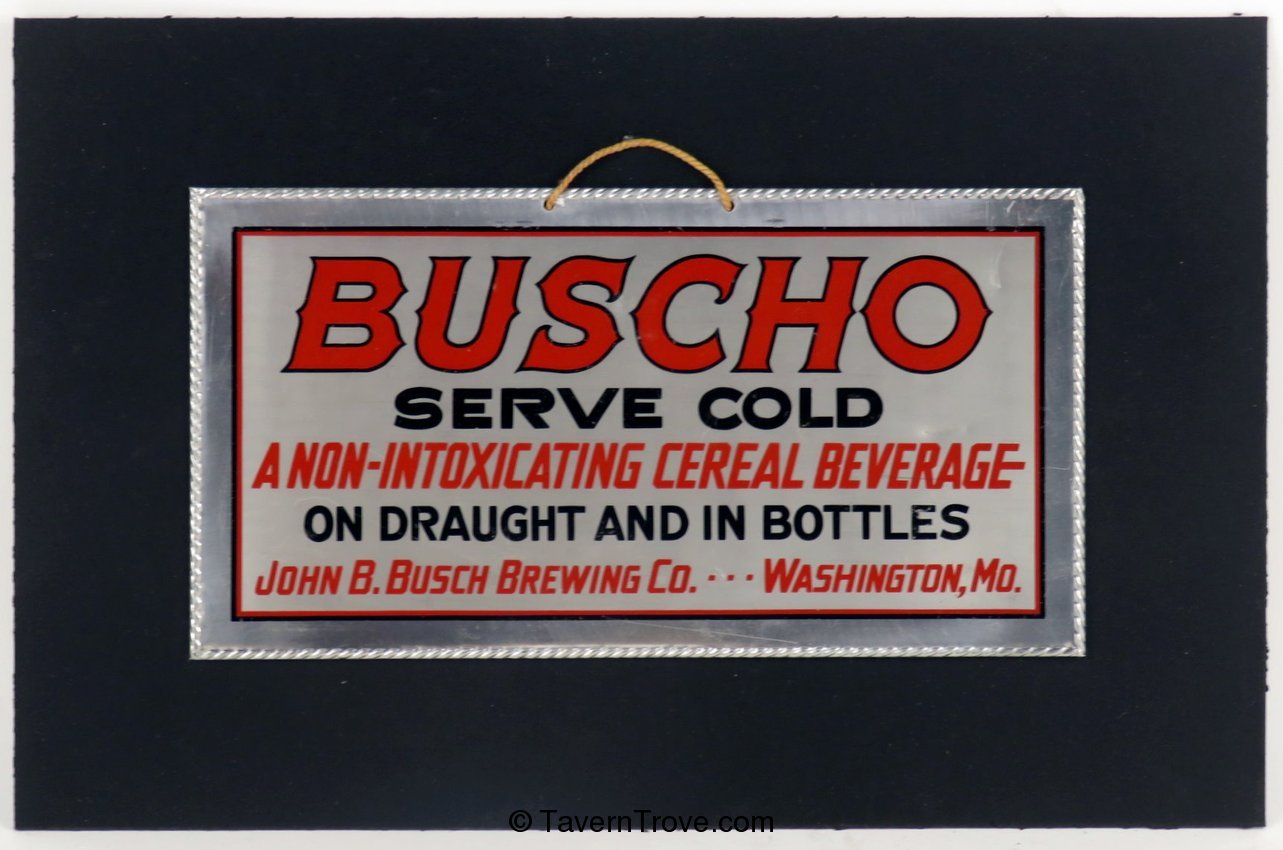 BUSCHO
SERVE COLD
A NON-INTOXICATING CEREAL BEVERAGE
ON DRAUGHT AND IN BOTTLES
JOHN B. BUSCH BREWING CO. ··· WASHINGTON, MO.
© TavernTrove.com